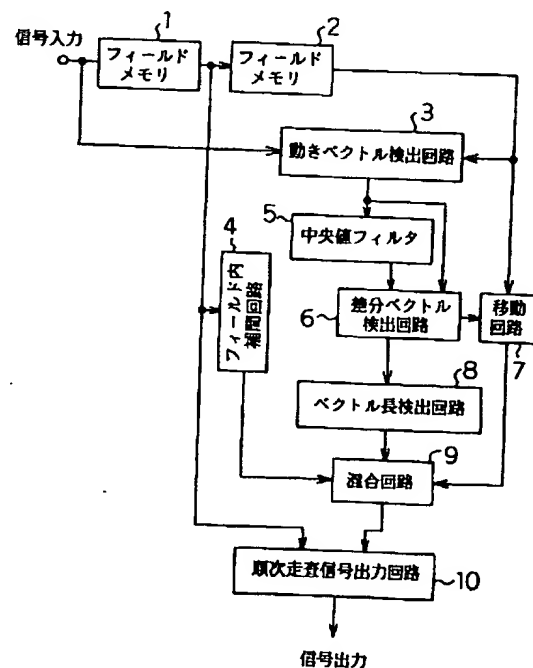 信号入力
1
フィールド
メモリ
2
フィールド
メモリ
3
動きベクトル検出回路
4
フィールド内
補間回路
5
中央値フィルタ
6
差分ベクトル
検出回路
移動
回路
7
8
ベクトル長検出回路
9
混合回路
順次走査信号出力回路
10
信号出力